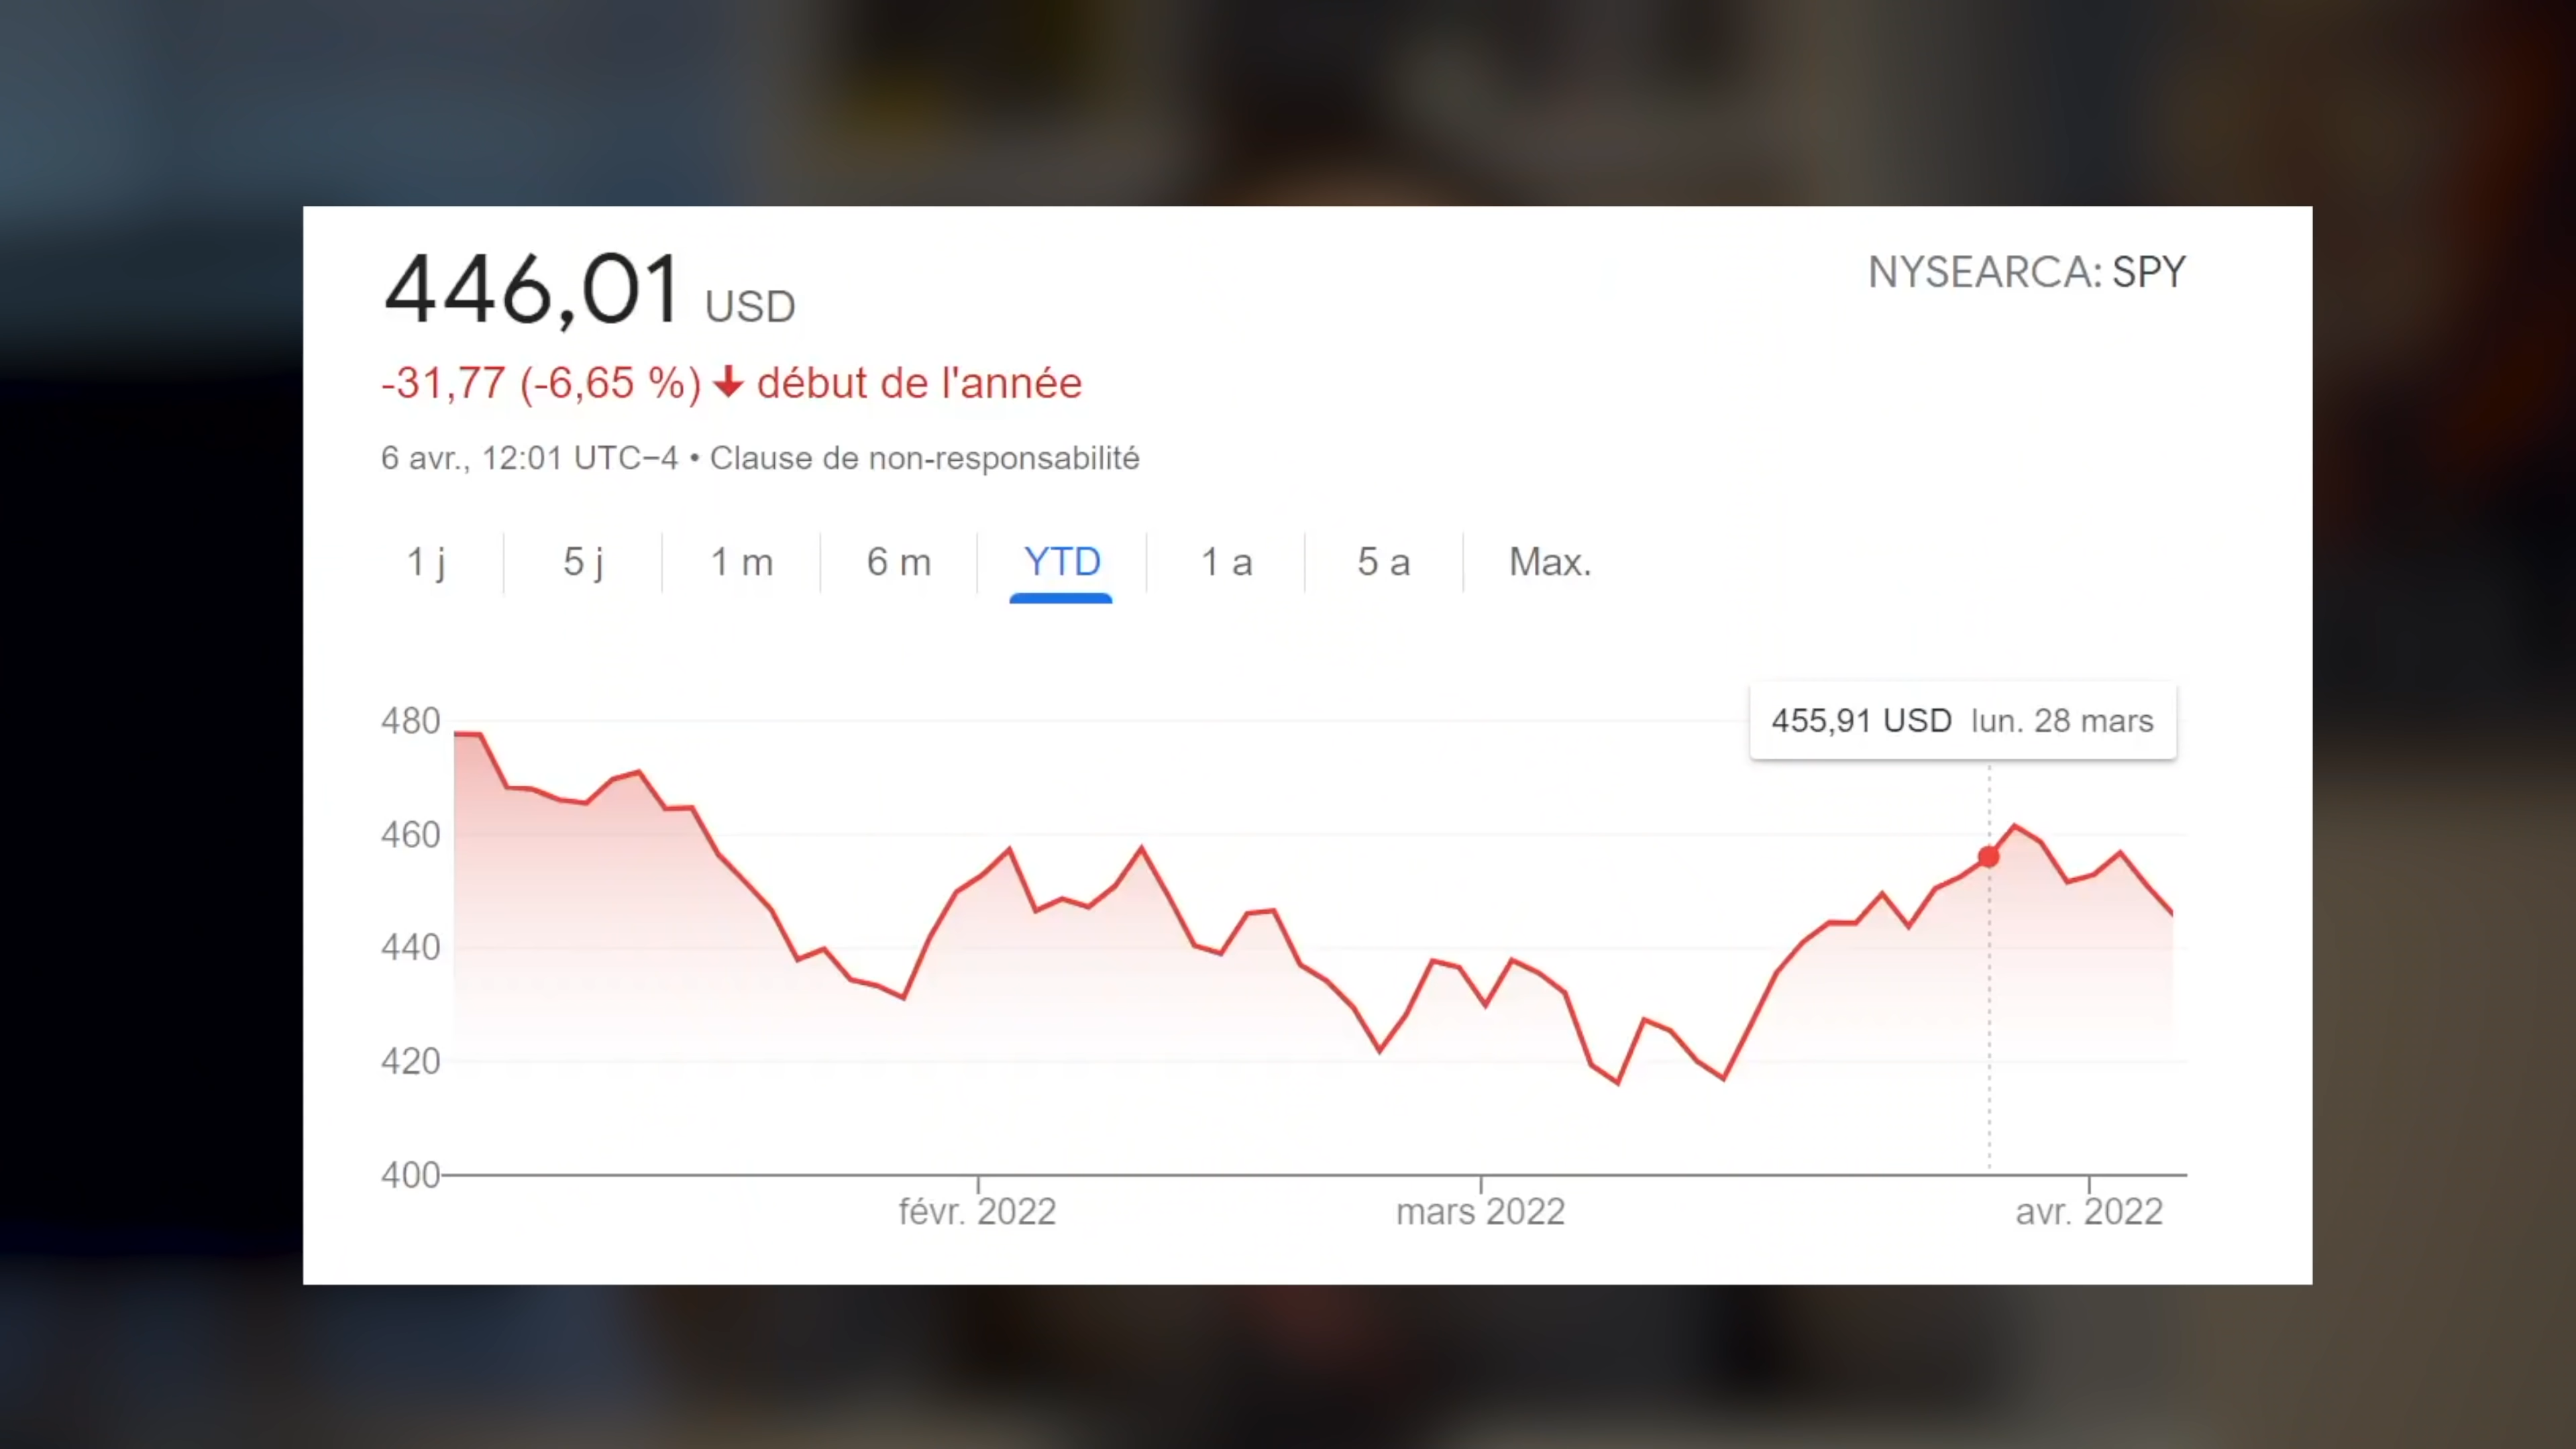 446,01 USD
NYSEARCA: SPY
-31,77 (-6,65 %) ↓ début de l'année
6 avr., 12:01 UTC−4 • Clause de non-responsabilité
1 j 5 j 1 m 6 m YTD 1 a 5 a Max.
455,91 USD lun. 28 mars
480
460
440
420
400
févr. 2022 mars 2022 avr. 2022